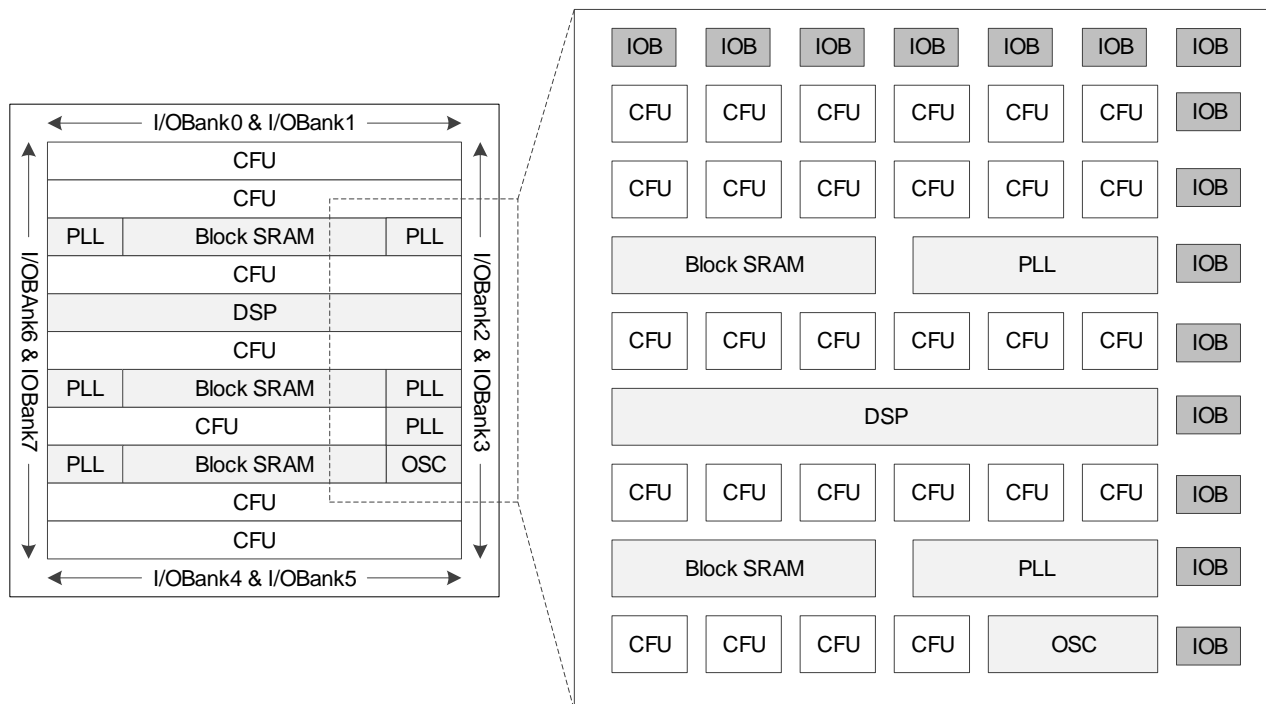 I/OBank0 & I/OBank1
CFU
CFU
PLL Block SRAM PLL
CFU
DSP
CFU
PLL Block SRAM PLL
CFU PLL
PLL Block SRAM OSC
CFU
CFU
I/OBank4 & I/OBank5
I/OBAnk6 & IOBank7
I/OBank2 & IOBank3
IOB IOB IOB IOB IOB IOB IOB
CFU CFU CFU CFU CFU CFU IOB
CFU CFU CFU CFU CFU CFU IOB
Block SRAM PLL IOB
CFU CFU CFU CFU CFU CFU IOB
DSP IOB
CFU CFU CFU CFU CFU CFU IOB
Block SRAM PLL IOB
CFU CFU CFU CFU OSC IOB